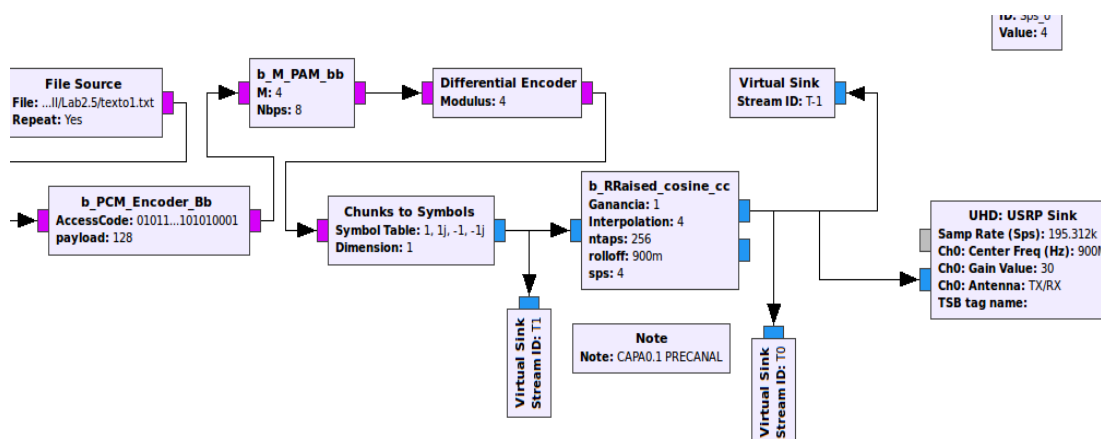 ID: Sps_0
Value: 4
b_M_PAM_bb
M: 4
Nbps: 8
Differential Encoder
Modulus: 4
Virtual Sink
Stream ID: T-1
File Source
File: ...II/Lab2.5/texto1.txt
Repeat: Yes
b_PCM_Encoder_Bb
AccessCode: 01011...101010001
payload: 128
Chunks to Symbols
Symbol Table: 1, 1j, -1, -1j
Dimension: 1
b_RRaised_cosine_cc
Ganancia: 1
Interpolation: 4
ntaps: 256
rolloff: 900m
sps: 4
UHD: USRP Sink
Samp Rate (Sps): 195.312k
Ch0: Center Freq (Hz): 900M
Ch0: Gain Value: 30
Ch0: Antenna: TX/RX
TSB tag name:
Virtual Sink
Stream ID: T1
Note
Note: CAPA0.1 PRECANAL
Virtual Sink
Stream ID: T0